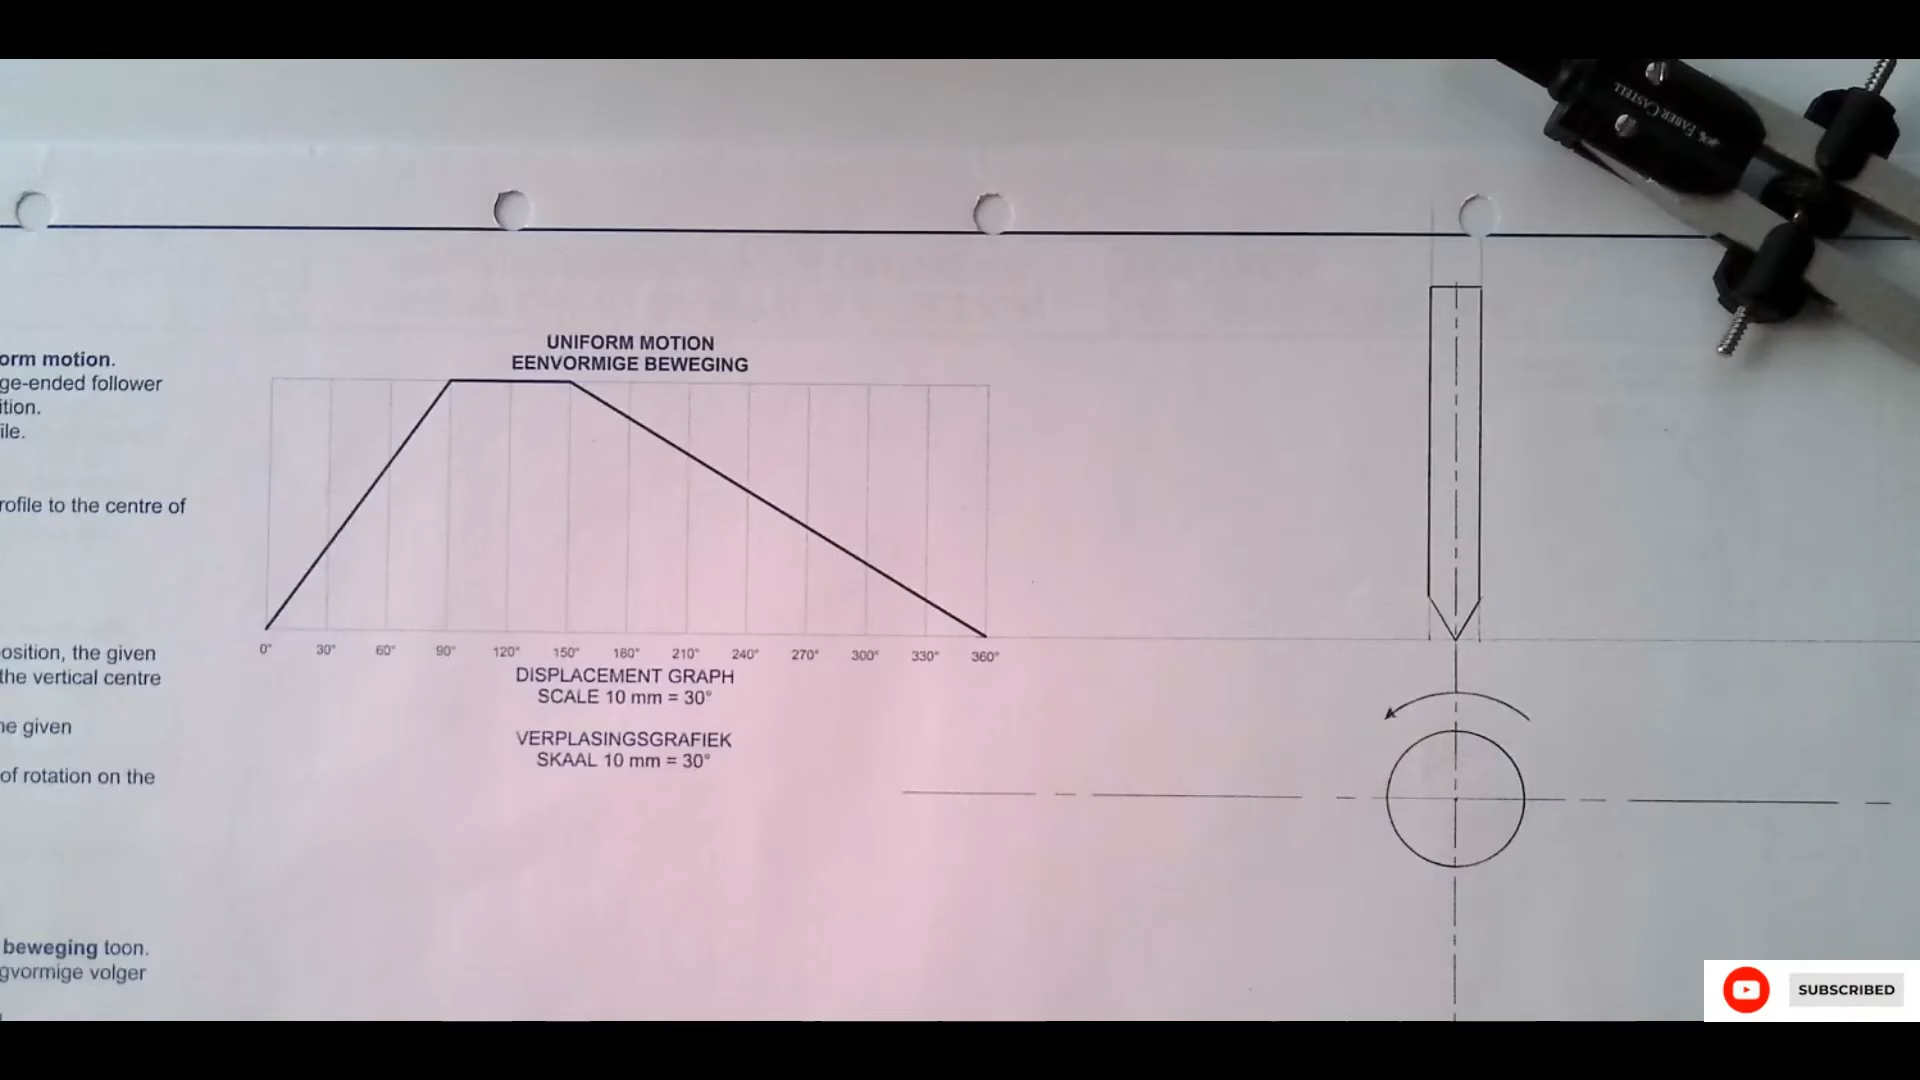 FABER CASTELL
UNIFORM MOTION
EENVORMIGE BEWEGING
orm motion.
ge-ended follower
ition.
ile.
rofile to the centre of
osition, the given
the vertical centre
ne given
of rotation on the
beweging toon.
gvormige volger
0° 30° 60° 90° 120° 150° 180° 210° 240° 270° 300° 330° 360°
DISPLACEMENT GRAPH
SCALE 10 mm = 30°
VERPLASINGSGRAFIEK
SKAAL 10 mm = 30°
SUBSCRIBED